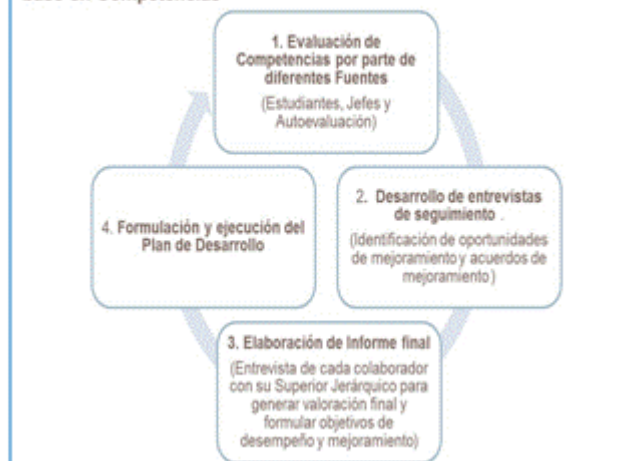 1. Evaluación de
Competencias por parte de
diferentes Fuentes
(Estudiantes, Jefes y
Autoevaluación)
2. Desarrollo de entrevistas
de seguimiento .
(Identificación de oportunidades
de mejoramiento y acuerdos de
mejoramiento )
3. Elaboración de Informe final
(Entrevista de cada colaborador
con su Superior Jerárquico para
generar valoración final y
formular objetivos de
desempeño y mejoramiento)
4. Formulación y ejecución del
Plan de Desarrollo